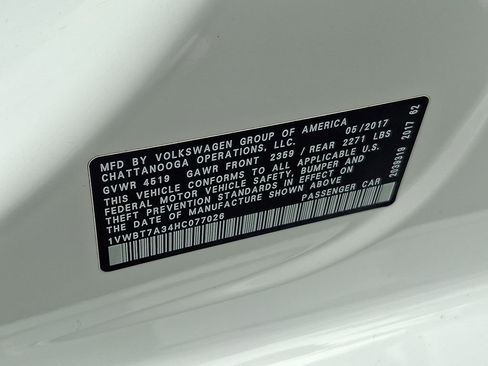 MFD BY VOLKSWAGEN GROUP OF AMERICA
CHATTANOOGA OPERATIONS, LLC. 05/2017
GVWR 4519 GAWR FRONT 2359 / REAR 2271 LBS
THIS VEHICLE CONFORMS TO ALL APPLICABLE U.S.
FEDERAL MOTOR VEHICLE SAFETY, BUMPER AND
THEFT PREVENTION STANDARDS IN EFFECT ON
THE DATE OF MANUFACTURE SHOWN ABOVE
1VWBT7A34HC077026 PASSENGER CAR
2039319 2017 62